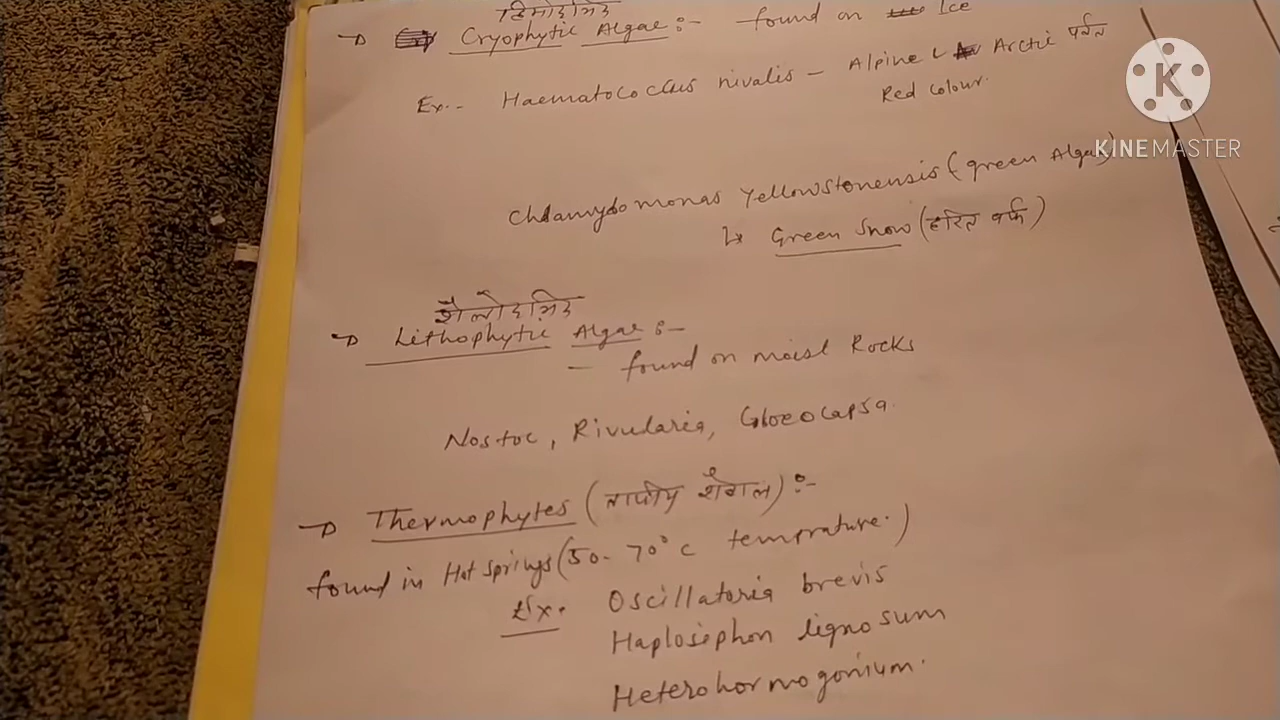 हिमोद्भिद
→ Cryophytic Algae :- found on Ice
Ex.- Haematococcus nivalis - Alpine & Arctic पर्वत
Red colour.
Chlamydomonas Yellowstonensis (green Algae)
↳ Green Snow (हरित बर्फ)
शैलोद्भिद
→ Lithophytic Algae :-
- found on moist Rocks
Nostoc, Rivularia, Gloeocapsa.
→ Thermophytes (तापीय शैवाल) :-
found in Hot springs (50-70°c temprature.)
Ex. Oscillatoria brevis
Haplosiphon lignosum
Heterohormogonium.
K
KINEMASTER